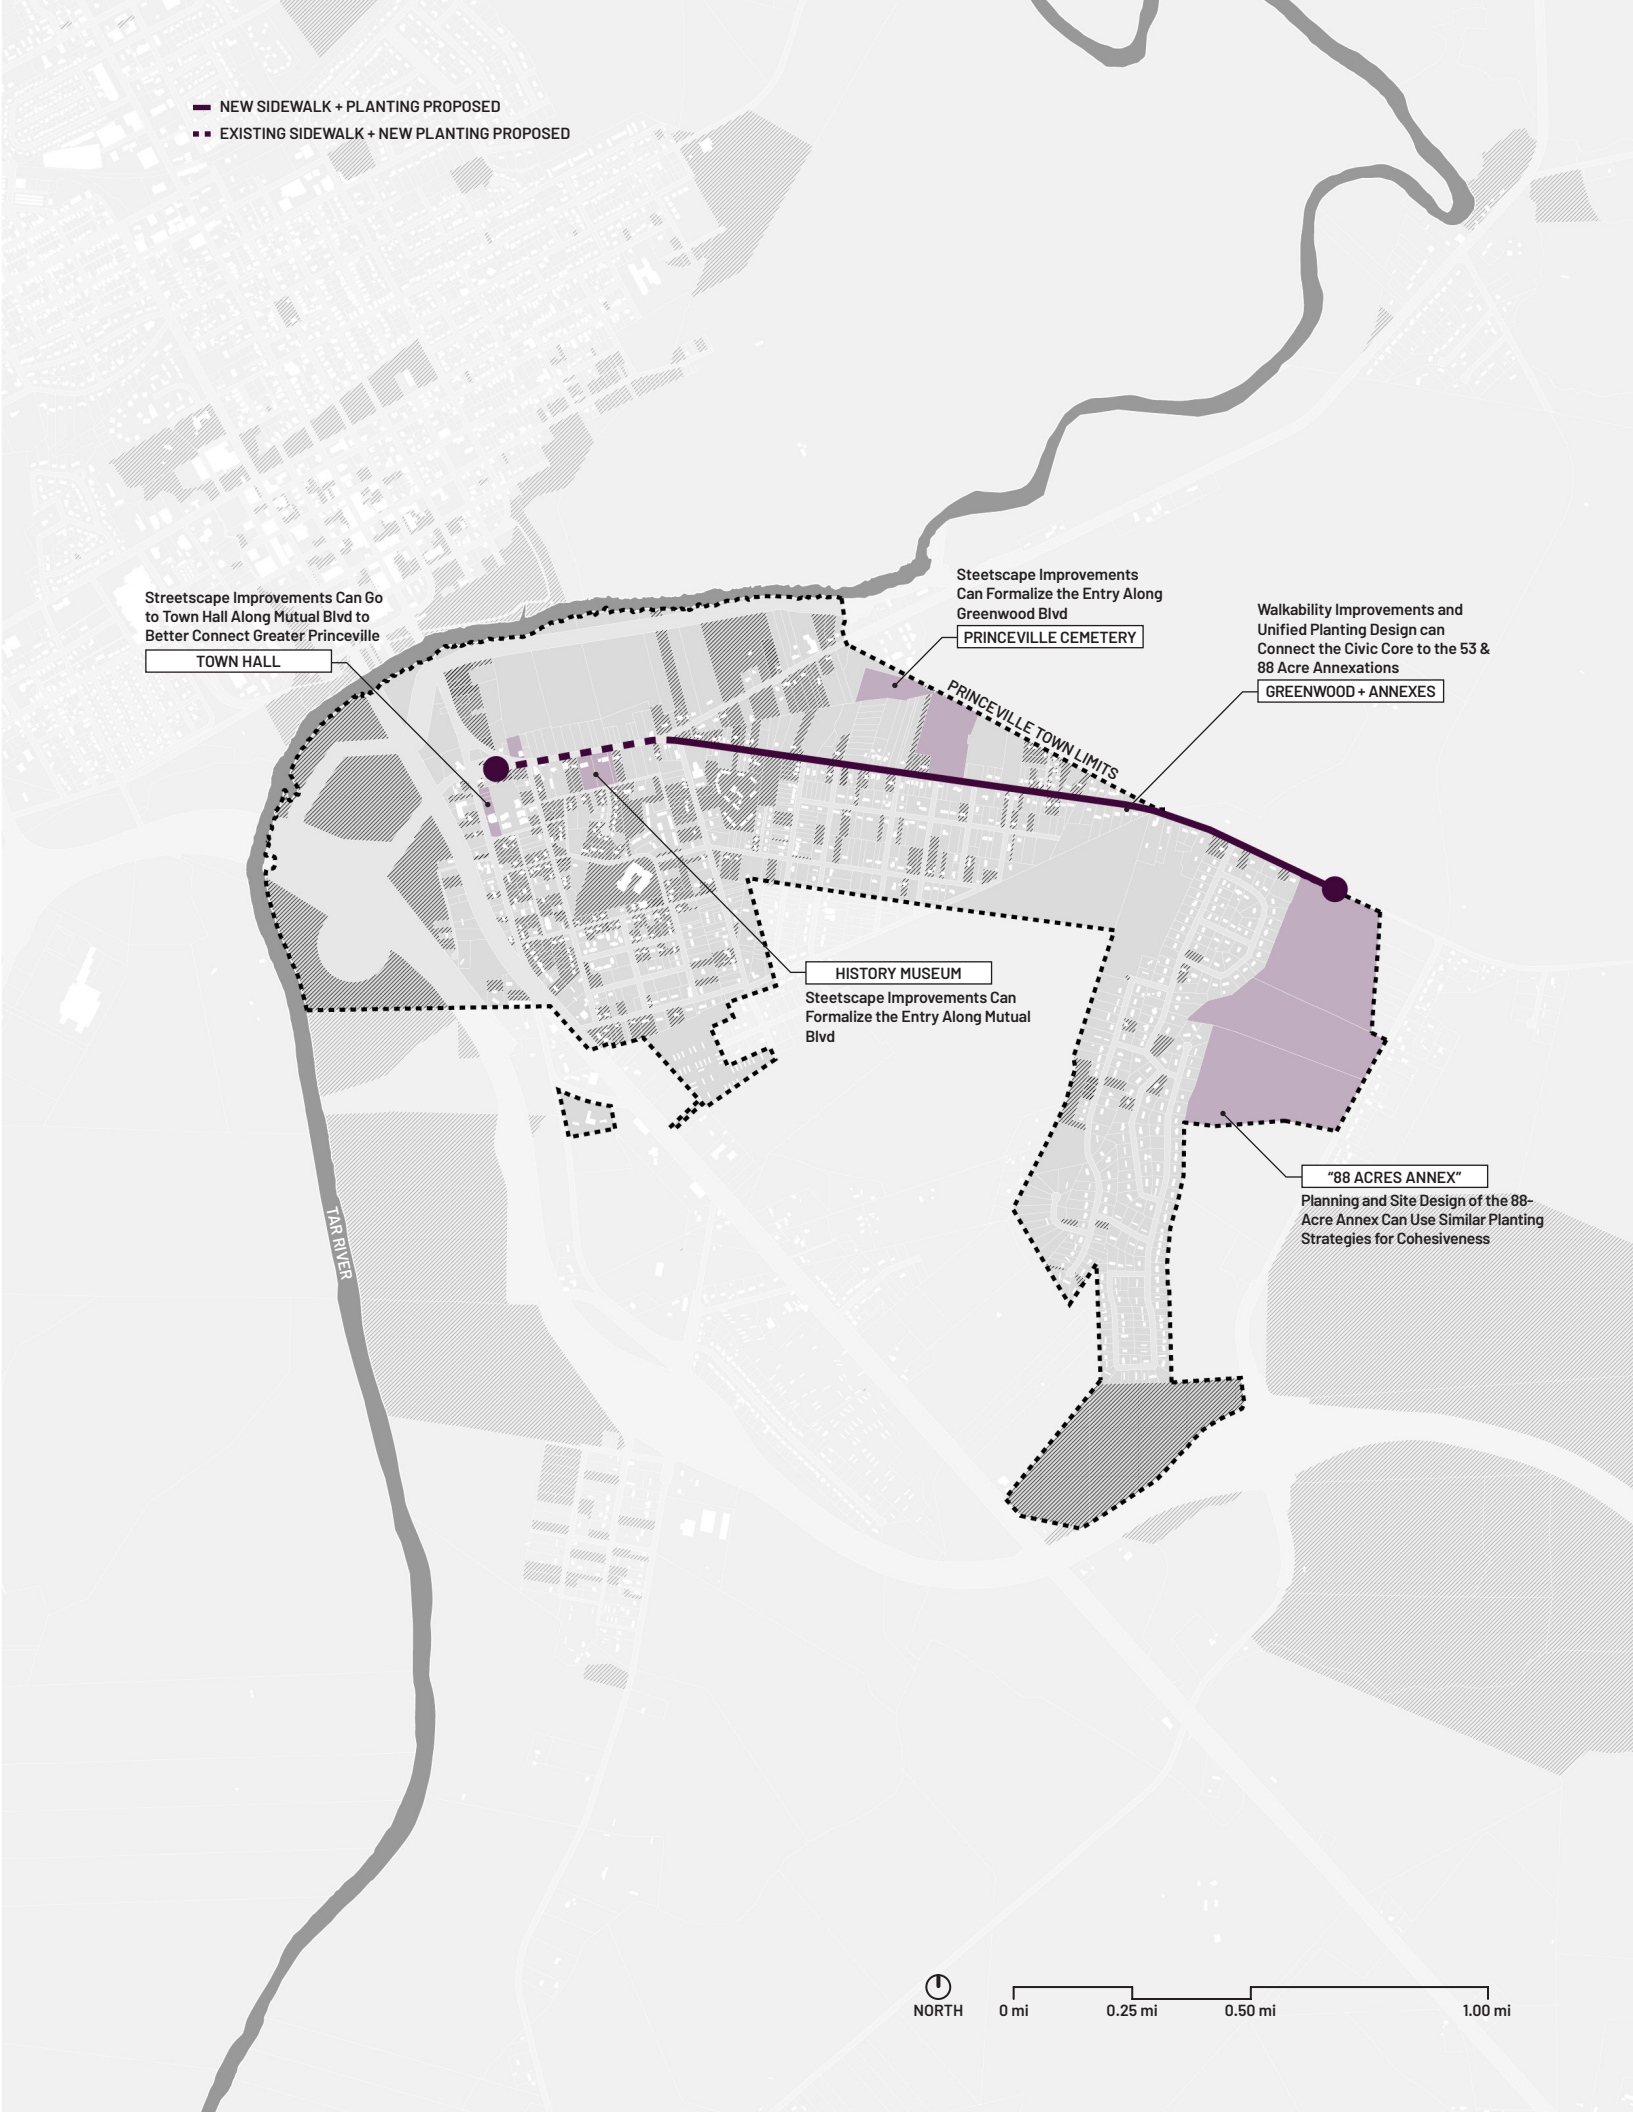 NEW SIDEWALK + PLANTING PROPOSED
EXISTING SIDEWALK + NEW PLANTING PROPOSED
Steetscape Improvements
Can Formalize the Entry Along
Greenwood Blvd
PRINCEVILLE CEMETERY
Streetscape Improvements Can Go
to Town Hall Along Mutual Blvd to
Better Connect Greater Princeville
TOWN HALL
Walkability Improvements and
Unified Planting Design can
Connect the Civic Core to the 53 &
88 Acre Annexations
GREENWOOD + ANNEXES
PRINCEVILLE TOWN LIMITS
HISTORY MUSEUM
Steetscape Improvements Can
Formalize the Entry Along Mutual
Blvd
"88 ACRES ANNEX"
Planning and Site Design of the 88-
Acre Annex Can Use Similar Planting
Strategies for Cohesiveness
TAR RIVER
NORTH
0 mi
0.25 mi
0.50 mi
1.00 mi